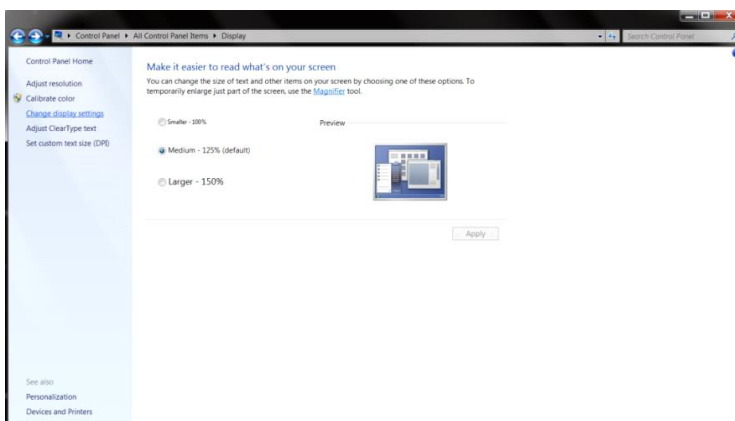 Control Panel ▸ All Control Panel Items ▸ Display
Search Control Panel
Control Panel Home
Adjust resolution
Calibrate color
Change display settings
Adjust ClearType text
Set custom text size (DPI)
Make it easier to read what's on your screen
You can change the size of text and other items on your screen by choosing one of these options. To
temporarily enlarge just part of the screen, use the Magnifier tool.
Smaller - 100%
Preview
Medium - 125% (default)
Larger - 150%
Apply
See also
Personalization
Devices and Printers